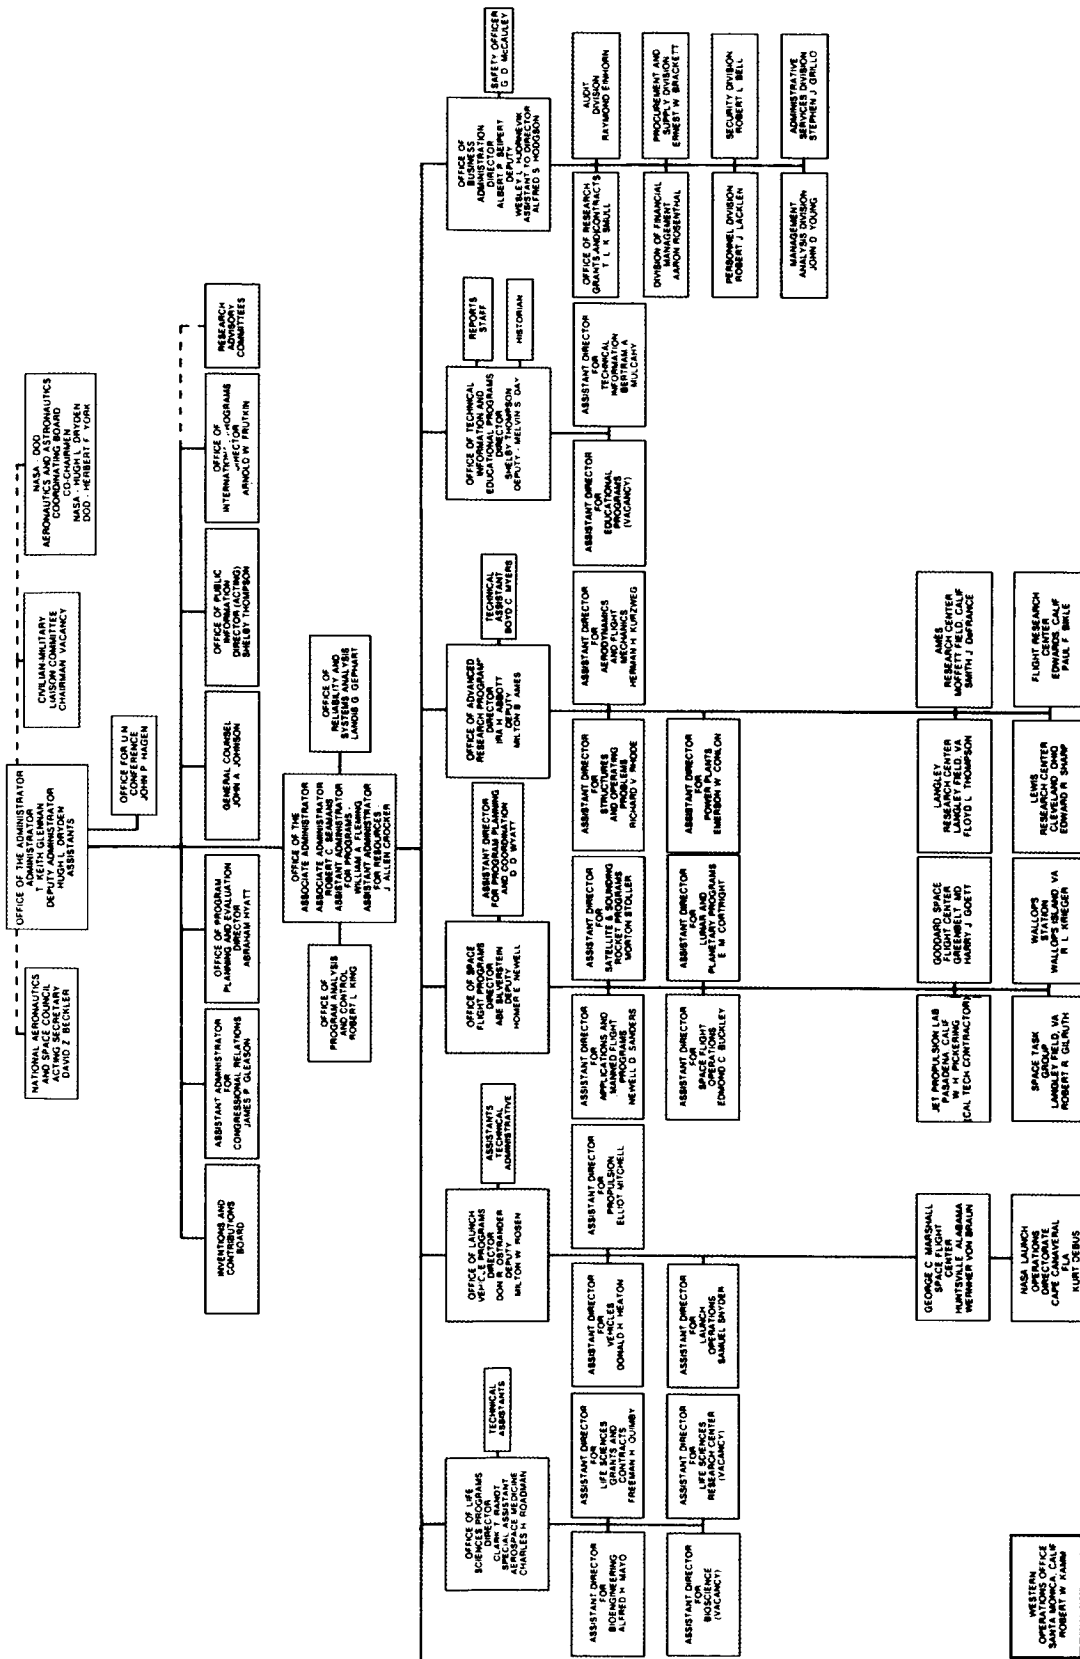 OFFICE OF THE ADMINISTRATOR
ADMINISTRATOR
T. KEITH GLENNAN
DEPUTY ADMINISTRATOR
HUGH L. DRYDEN
ASSISTANTS
NATIONAL AERONAUTICS
AND SPACE COUNCIL
ACTING SECRETARY
DAVID Z BECKLER
CIVILIAN-MILITARY
LIAISON COMMITTEE
CHAIRMAN VACANCY
NASA - DOD
AERONAUTICS AND ASTRONAUTICS
COORDINATING BOARD
CO-CHAIRMEN
NASA - HUGH L DRYDEN
DOD - HERBERT F YORK
OFFICE FOR U N
CONFERENCE
JOHN P HAGEN
INVENTIONS AND
CONTRIBUTIONS
BOARD
ASSISTANT ADMINISTRATOR
FOR
CONGRESSIONAL RELATIONS
JAMES P GLEASON
OFFICE OF PROGRAM
PLANNING AND EVALUATION
DIRECTOR
ABRAHAM HYATT
GENERAL COUNSEL
JOHN A JOHNSON
OFFICE OF PUBLIC
INFORMATION
DIRECTOR (ACTING)
SHELBY THOMPSON
OFFICE OF
INTERNATIONAL PROGRAMS
DIRECTOR
ARNOLD W FRUTKIN
RESEARCH
ADVISORY
COMMITTEES
OFFICE OF
PROGRAM ANALYSIS
AND CONTROL
ROBERT L KING
OFFICE OF THE
ASSOCIATE ADMINISTRATOR
ASSOCIATE ADMINISTRATOR
ROBERT C SEAMANS
ASSISTANT ADMINISTRATOR
FOR PROGRAMS
WILLIAM A FLEMING
ASSISTANT ADMINISTRATOR
FOR RESOURCES -
J ALLEN CROCKER
OFFICE OF
RELIABILITY AND
SYSTEMS ANALYSIS
LANDIS G GEPHART
OFFICE OF LIFE
SCIENCES PROGRAMS
DIRECTOR
CLARK T RANDT
SPECIAL ASSISTANT
AEROSPACE MEDICINE
CHARLES H ROADMAN
TECHNICAL
ASSISTANTS
ASSISTANT DIRECTOR
FOR
BIOENGINEERING
ALFRED H MAYO
ASSISTANT DIRECTOR
FOR
LIFE SCIENCES
GRANTS AND
CONTRACTS
FREEMAN H QUIMBY
ASSISTANT DIRECTOR
FOR
BIOSCIENCE
(VACANCY)
ASSISTANT DIRECTOR
FOR
LIFE SCIENCES
RESEARCH CENTER
(VACANCY)
OFFICE OF LAUNCH
VEHICLE PROGRAMS
DIRECTOR
DON R OSTRANDER
DEPUTY
MILTON W ROSEN
ASSISTANTS
TECHNICAL
ADMINISTRATIVE
ASSISTANT DIRECTOR
FOR
VEHICLES
DONALD H HEATON
ASSISTANT DIRECTOR
FOR
PROPULSION
ELLIOT MITCHELL
ASSISTANT DIRECTOR
FOR
LAUNCH
OPERATIONS
SAMUEL SNYDER
GEORGE C MARSHALL
SPACE FLIGHT
CENTER
HUNTSVILLE ALABAMA
WERNHER VON BRAUN
NASA LAUNCH
OPERATIONS
DIRECTORATE
CAPE CANAVERAL
FLA
KURT DEBUS
OFFICE OF SPACE
FLIGHT PROGRAMS
DIRECTOR
ABE SILVERSTEIN
DEPUTY
HOMER E NEWELL
ASSISTANT DIRECTOR
FOR PROGRAM PLANNING
AND COORDINATION
D D WYATT
ASSISTANT DIRECTOR
FOR
APPLICATIONS AND
MANNED FLIGHT
PROGRAMS
NEWELL D SANDERS
ASSISTANT DIRECTOR
FOR
SATELLITE & SOUNDING
ROCKET PROGRAMS
MORTON STOLLER
ASSISTANT DIRECTOR
FOR
SPACE FLIGHT
OPERATIONS
EDMOND C BUCKLEY
ASSISTANT DIRECTOR
FOR
LUNAR AND
PLANETARY PROGRAMS
E M CORTRIGHT
JET PROPULSION LAB
PASADENA, CALIF
W H PICKERING
(CAL TECH CONTRACTOR)
GODDARD SPACE
FLIGHT CENTER
GREENBELT MD
HARRY J GOETT
SPACE TASK
GROUP
LANGLEY FIELD, VA
ROBERT R GILRUTH
WALLOPS
STATION
WALLOPS ISLAND, VA
R L KRIEGER
OFFICE OF ADVANCED
RESEARCH PROGRAMS
DIRECTOR
IRA H ABBOTT
DEPUTY
MILTON B AMES
TECHNICAL
ASSISTANT
BOYD C MYERS
ASSISTANT DIRECTOR
FOR
STRUCTURES
AND OPERATING
PROBLEMS
RICHARD V RHODE
ASSISTANT DIRECTOR
FOR
AERODYNAMICS
AND FLIGHT
MECHANICS
HERMAN H KURZWEG
ASSISTANT DIRECTOR
FOR
POWER PLANTS
EMERSON W CONLON
LANGLEY
RESEARCH CENTER
LANGLEY FIELD, VA
FLOYD L THOMPSON
AMES
RESEARCH CENTER
MOFFETT FIELD, CALIF
SMITH J DeFRANCE
LEWIS
RESEARCH CENTER
CLEVELAND OHIO
EDWARD R SHARP
FLIGHT RESEARCH
CENTER
EDWARDS, CALIF
PAUL F BIKLE
OFFICE OF TECHNICAL
INFORMATION AND
EDUCATIONAL PROGRAMS
DIRECTOR
SHELBY THOMPSON
DEPUTY - MELVIN S DAY
REPORTS
STAFF
HISTORIAN
ASSISTANT DIRECTOR
FOR
EDUCATIONAL
PROGRAMS
(VACANCY)
ASSISTANT DIRECTOR
FOR
TECHNICAL
INFORMATION
BERTRAM A
MULCAHY
OFFICE OF
BUSINESS
ADMINISTRATION
DIRECTOR
ALBERT P SEIPERT
DEPUTY
WESLEY L HJORNEVIK
ASSISTANT TO DIRECTOR
ALFRED S HODGSON
SAFETY OFFICER
G D McCAULEY
OFFICE OF RESEARCH
GRANTS AND CONTRACTS
T L K SMULL
AUDIT
DIVISION
RAYMOND EINHORN
DIVISION OF FINANCIAL
MANAGEMENT
AARON ROSENTHAL
PROCUREMENT AND
SUPPLY DIVISION
ERNEST W BRACKETT
PERSONNEL DIVISION
ROBERT J LACKLEN
SECURITY DIVISION
ROBERT L BELL
MANAGEMENT
ANALYSIS DIVISION
JOHN D YOUNG
ADMINISTRATIVE
SERVICES DIVISION
STEPHEN J GRILLO
WESTERN
OPERATIONS OFFICE
SANTA MONICA, CALIF
ROBERT W KAMM